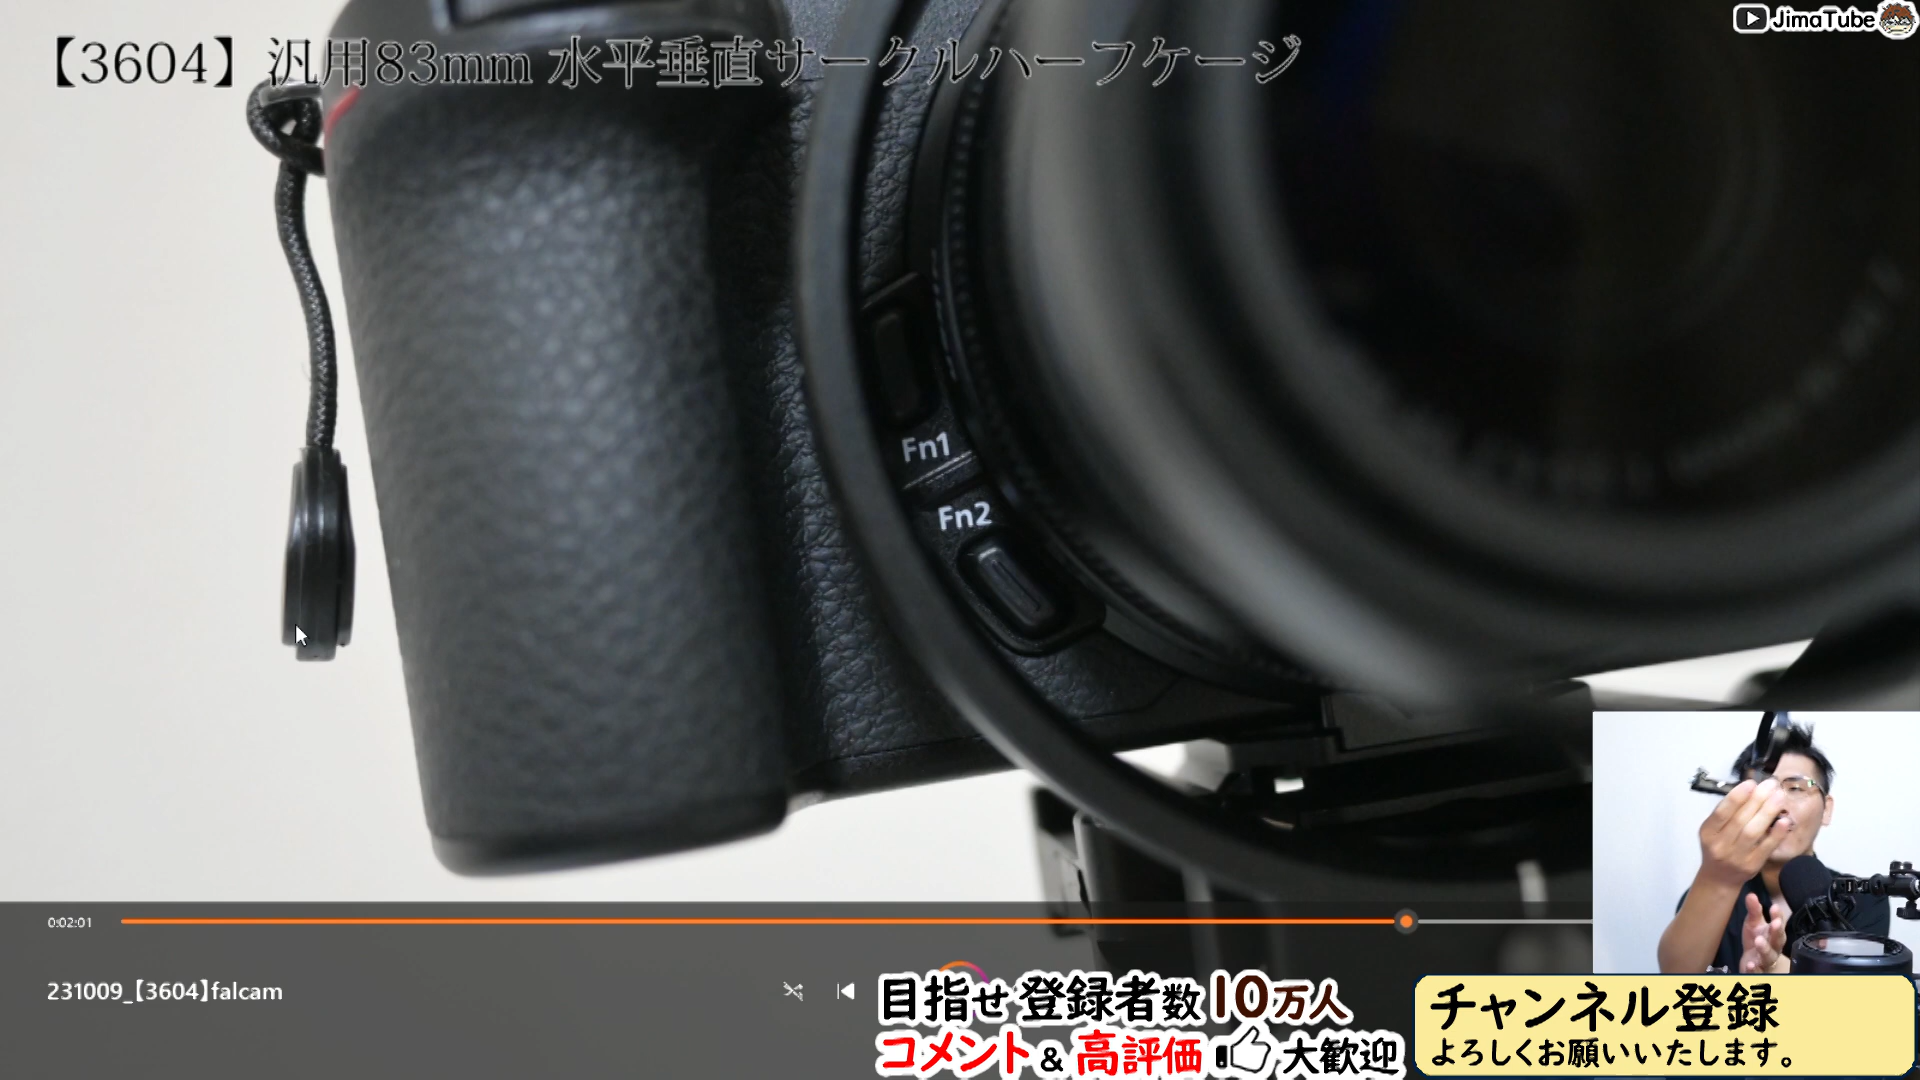 JimaTube
【3604】汎用83mm 水平垂直サークルハーフケージ
Fn1
Fn2
0:02:01
231009_【3604】falcam
目指せ 登録者数10万人
コメント&高評価 大歓迎
チャンネル登録
よろしくお願いいたします。